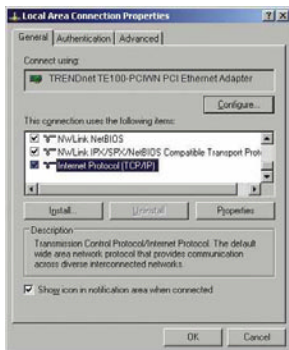 Local Area Connection Properties
General Authentication Advanced
Connect using:
TRENDnet TE100-PCIWN PCI Ethernet Adapter
Configure...
This connection uses the following items:
NWLink NetBIOS
NWLink IPX/SPX/NetBIOS Compatible Transport Prot
Internet Protocol (TCP/IP)
Install... Uninstall Properties
Description
Transmission Control Protocol/Internet Protocol. The default
wide area network protocol that provides communication
across diverse interconnected networks.
Show icon in notification area when connected
OK Cancel